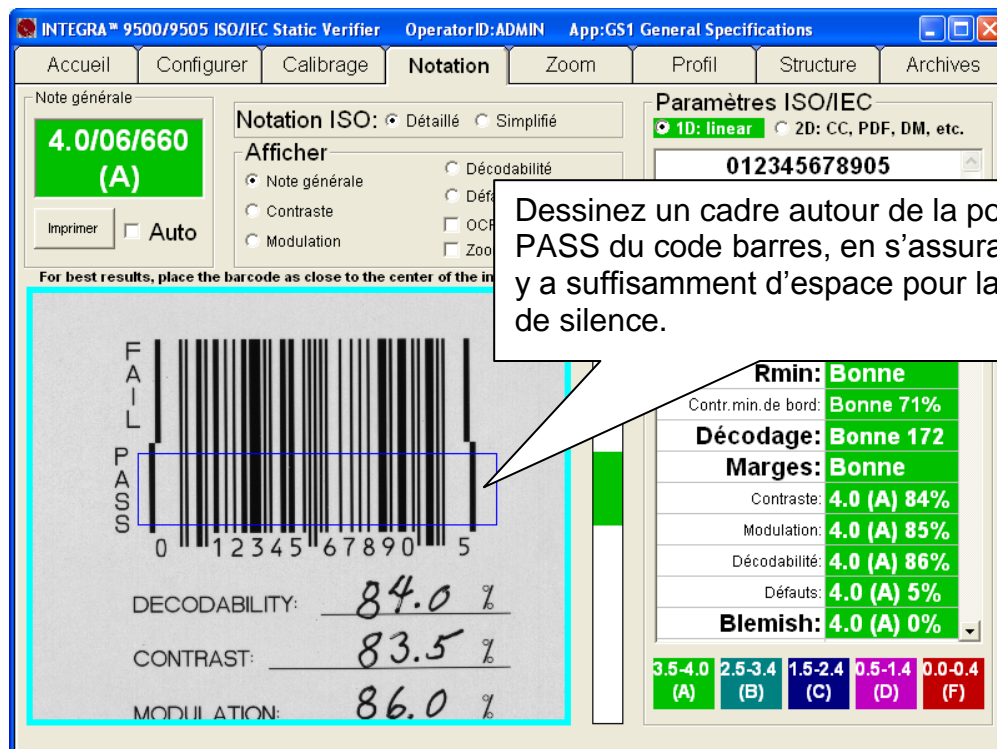 INTEGRA™ 9500/9505 ISO/IEC Static Verifier OperatorID:ADMIN App:GS1 General Specifications
Accueil Configurer Calibrage Notation Zoom Profil Structure Archives
Note générale
4.0/06/660
(A)
Imprimer Auto
Notation ISO: Détaillé Simplifié
Afficher
Note générale
Contraste
Modulation
Décodabilité
Défa
OCR
Zoo
Paramètres ISO/IEC
1D: linear 2D: CC, PDF, DM, etc.
012345678905
For best results, place the barcode as close to the center of the im
Dessinez un cadre autour de la po
PASS du code barres, en s'assura
y a suffisamment d'espace pour la
de silence.
FAIL
PASS
0 12345 67890 5
DECODABILITY: 84.0 %
CONTRAST: 83.5 %
MODULATION: 86.0 %
Rmin: Bonne
Contr.min.de bord: Bonne 71%
Décodage: Bonne 172
Marges: Bonne
Contraste: 4.0 (A) 84%
Modulation: 4.0 (A) 85%
Décodabilité: 4.0 (A) 86%
Défauts: 4.0 (A) 5%
Blemish: 4.0 (A) 0%
3.5-4.0 2.5-3.4 1.5-2.4 0.5-1.4 0.0-0.4
(A) (B) (C) (D) (F)